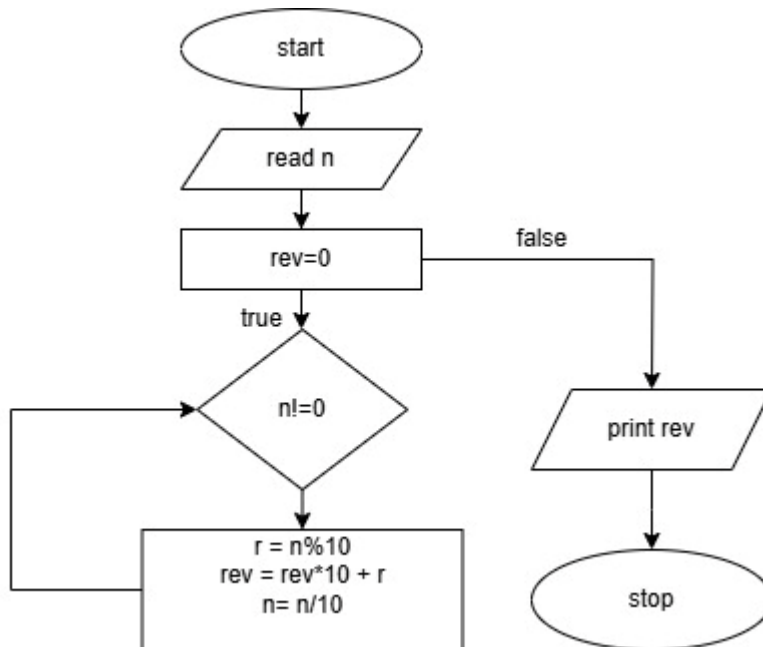 start
read n
rev=0
false
true
n!=0
print rev
r = n%10
rev = rev*10 + r
n= n/10
stop